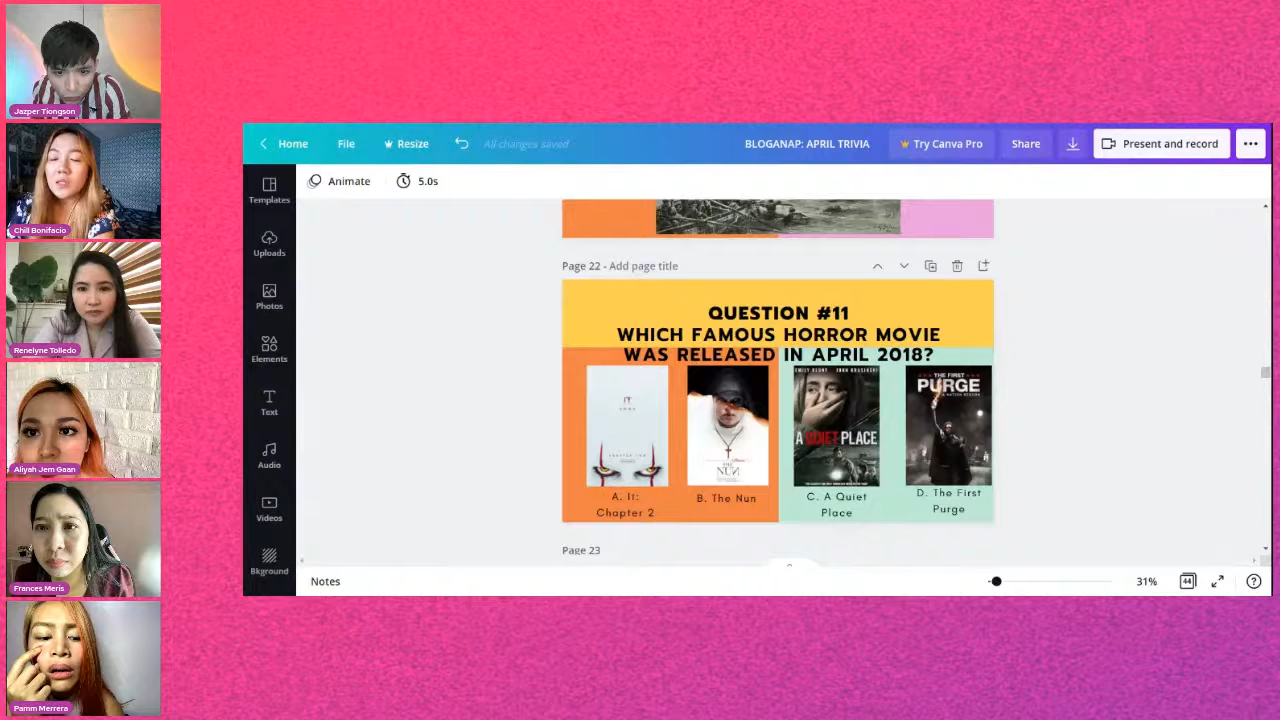 Jazper Tiongson
Chill Bonifacio
Renelyne Tolledo
Aliyah Jem Gaan
Frances Meris
Pamm Merrera
Home
File
Resize
All changes saved
BLOGANAP: APRIL TRIVIA
Try Canva Pro
Share
Present and record
Animate
5.0s
Templates
Uploads
Photos
Elements
Text
Audio
Videos
Bkground
Page 22 - Add page title
QUESTION #11
WHICH FAMOUS HORROR MOVIE
WAS RELEASED IN APRIL 2018?
IT
EMILY BLUNT JOHN KRASINSKI
A QUIET PLACE
THE FIRST
PURGE
THE
NUN
A. It:
Chapter 2
B. The Nun
C. A Quiet
Place
D. The First
Purge
Page 23
Notes
31%
44